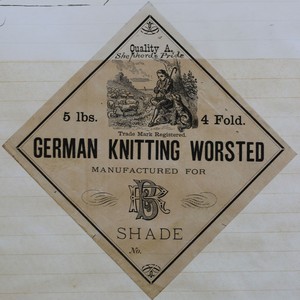 Quality A.
Shepherd's Pride
5 lbs.
4 Fold.
Trade Mark Registered.
GERMAN KNITTING WORSTED
MANUFACTURED FOR
SHADE
No.